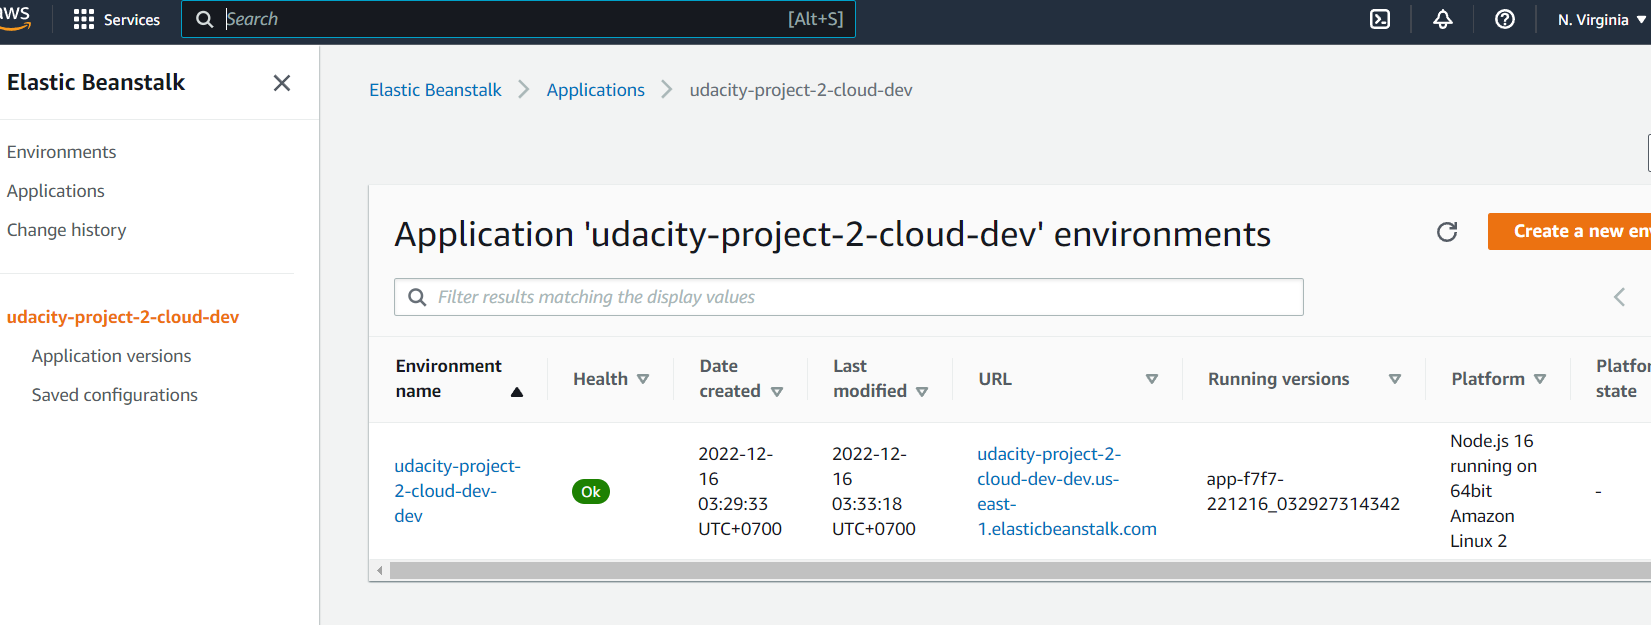 aws
Services
Search
[Alt+S]
N. Virginia
Elastic Beanstalk
Environments
Applications
Change history
udacity-project-2-cloud-dev
Application versions
Saved configurations
Elastic Beanstalk
Applications
udacity-project-2-cloud-dev
Application 'udacity-project-2-cloud-dev' environments
Create a new en
Filter results matching the display values
Environment
name
Health
Date
created
Last
modified
URL
Running versions
Platform
Platfor
state
udacity-project-
2-cloud-dev-
dev
Ok
2022-12-
16
03:29:33
UTC+0700
2022-12-
16
03:33:18
UTC+0700
udacity-project-2-
cloud-dev-dev.us-
east-
1.elasticbeanstalk.com
app-f7f7-
221216_032927314342
Node.js 16
running on
64bit
Amazon
Linux 2
-